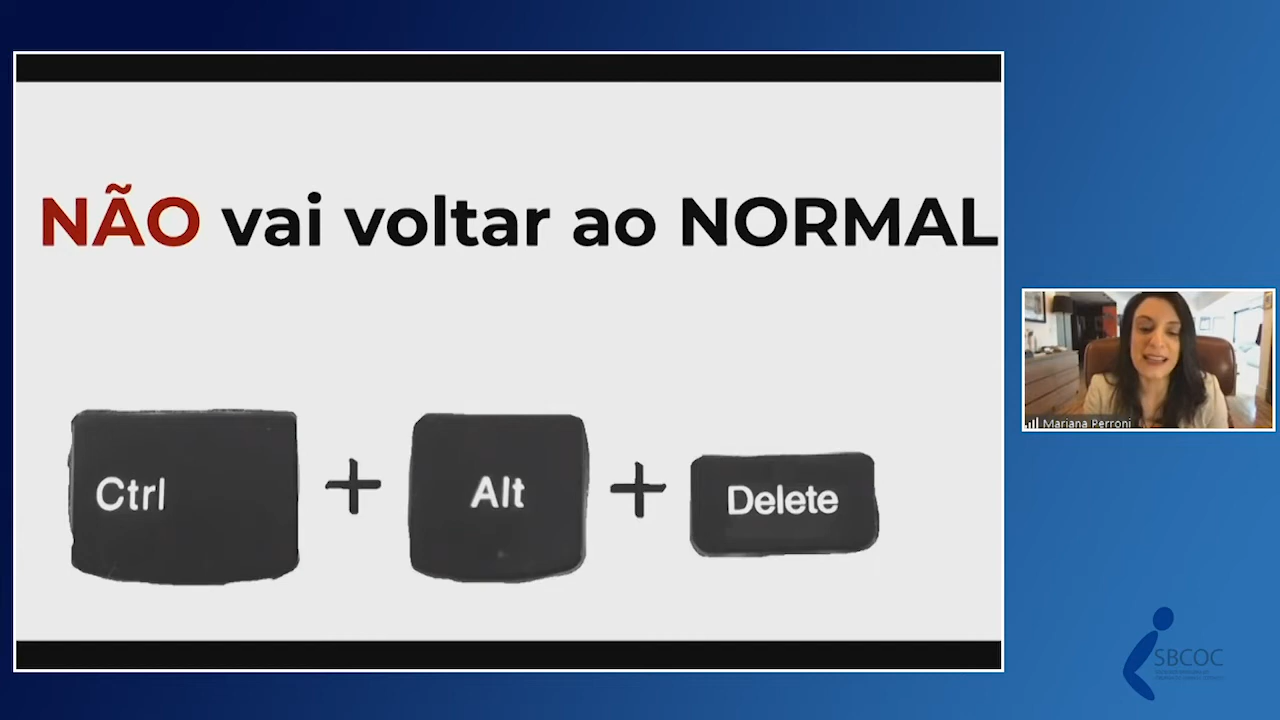 NÃO vai voltar ao NORMAL
Ctrl + Alt + Delete
Mariana Perroni
SBCOC